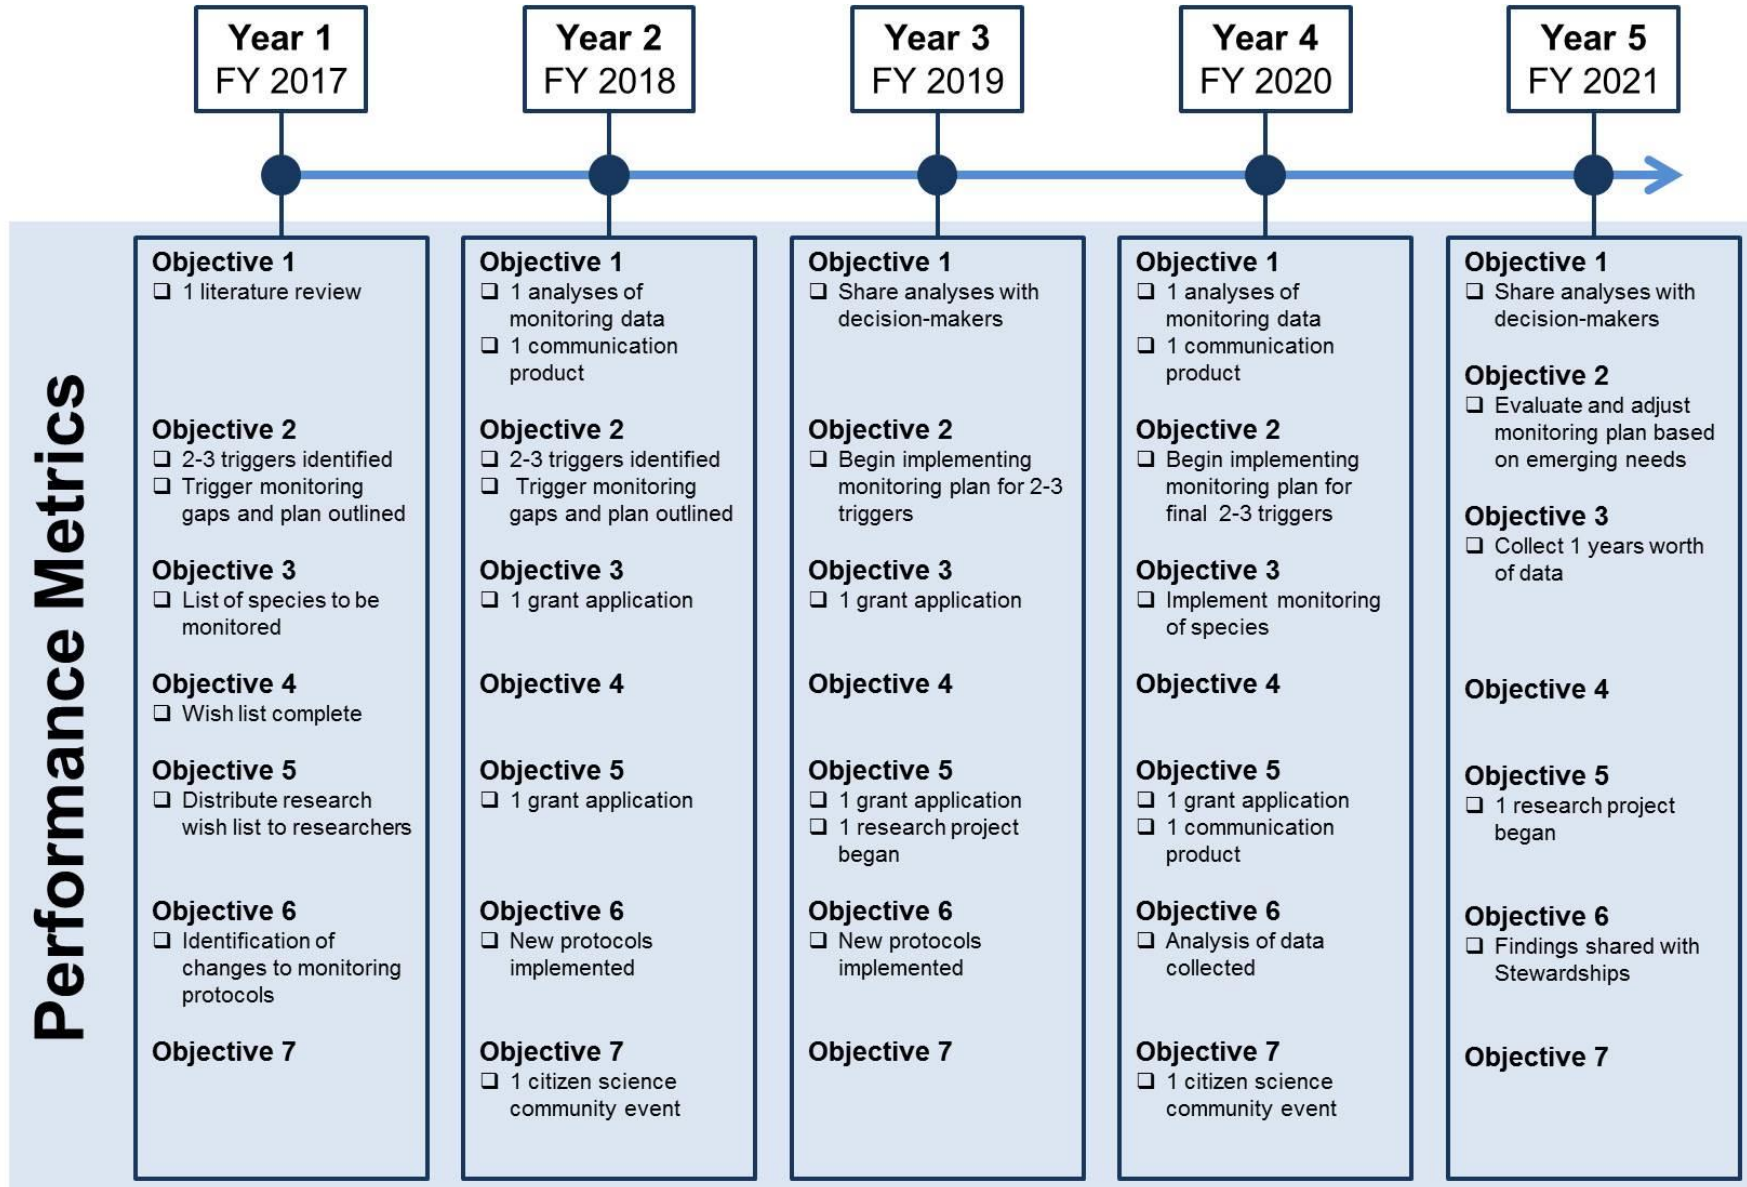 Year 1
FY 2017
Year 2
FY 2018
Year 3
FY 2019
Year 4
FY 2020
Year 5
FY 2021
Performance Metrics
Objective 1
1 literature review
Objective 2
2-3 triggers identified
Trigger monitoring
gaps and plan outlined
Objective 3
List of species to be
monitored
Objective 4
Wish list complete
Objective 5
Distribute research
wish list to researchers
Objective 6
Identification of
changes to monitoring
protocols
Objective 7
Objective 1
1 analyses of
monitoring data
1 communication
product
Objective 2
2-3 triggers identified
Trigger monitoring
gaps and plan outlined
Objective 3
1 grant application
Objective 4
Objective 5
1 grant application
Objective 6
New protocols
implemented
Objective 7
1 citizen science
community event
Objective 1
Share analyses with
decision-makers
Objective 2
Begin implementing
monitoring plan for 2-3
triggers
Objective 3
1 grant application
Objective 4
Objective 5
1 grant application
1 research project
began
Objective 6
New protocols
implemented
Objective 7
Objective 1
1 analyses of
monitoring data
1 communication
product
Objective 2
Begin implementing
monitoring plan for
final 2-3 triggers
Objective 3
Implement monitoring
of species
Objective 4
Objective 5
1 grant application
1 communication
product
Objective 6
Analysis of data
collected
Objective 7
1 citizen science
community event
Objective 1
Share analyses with
decision-makers
Objective 2
Evaluate and adjust
monitoring plan based
on emerging needs
Objective 3
Collect 1 years worth
of data
Objective 4
Objective 5
1 research project
began
Objective 6
Findings shared with
Stewardships
Objective 7